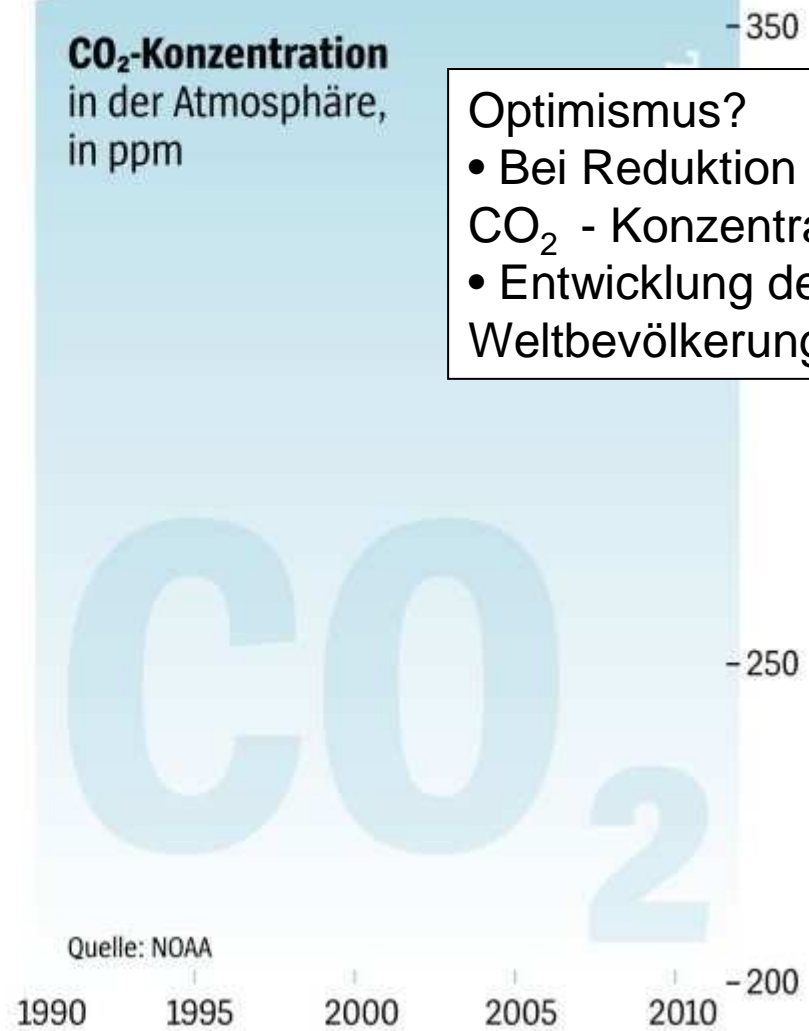 CO₂-Konzentration
in der Atmosphäre,
in ppm
350
Optimismus?
• Bei Reduktion
CO₂ - Konzentra
• Entwicklung de
Weltbevölkerung
250
CO₂
Quelle: NOAA
200
1990 1995 2000 2005 2010